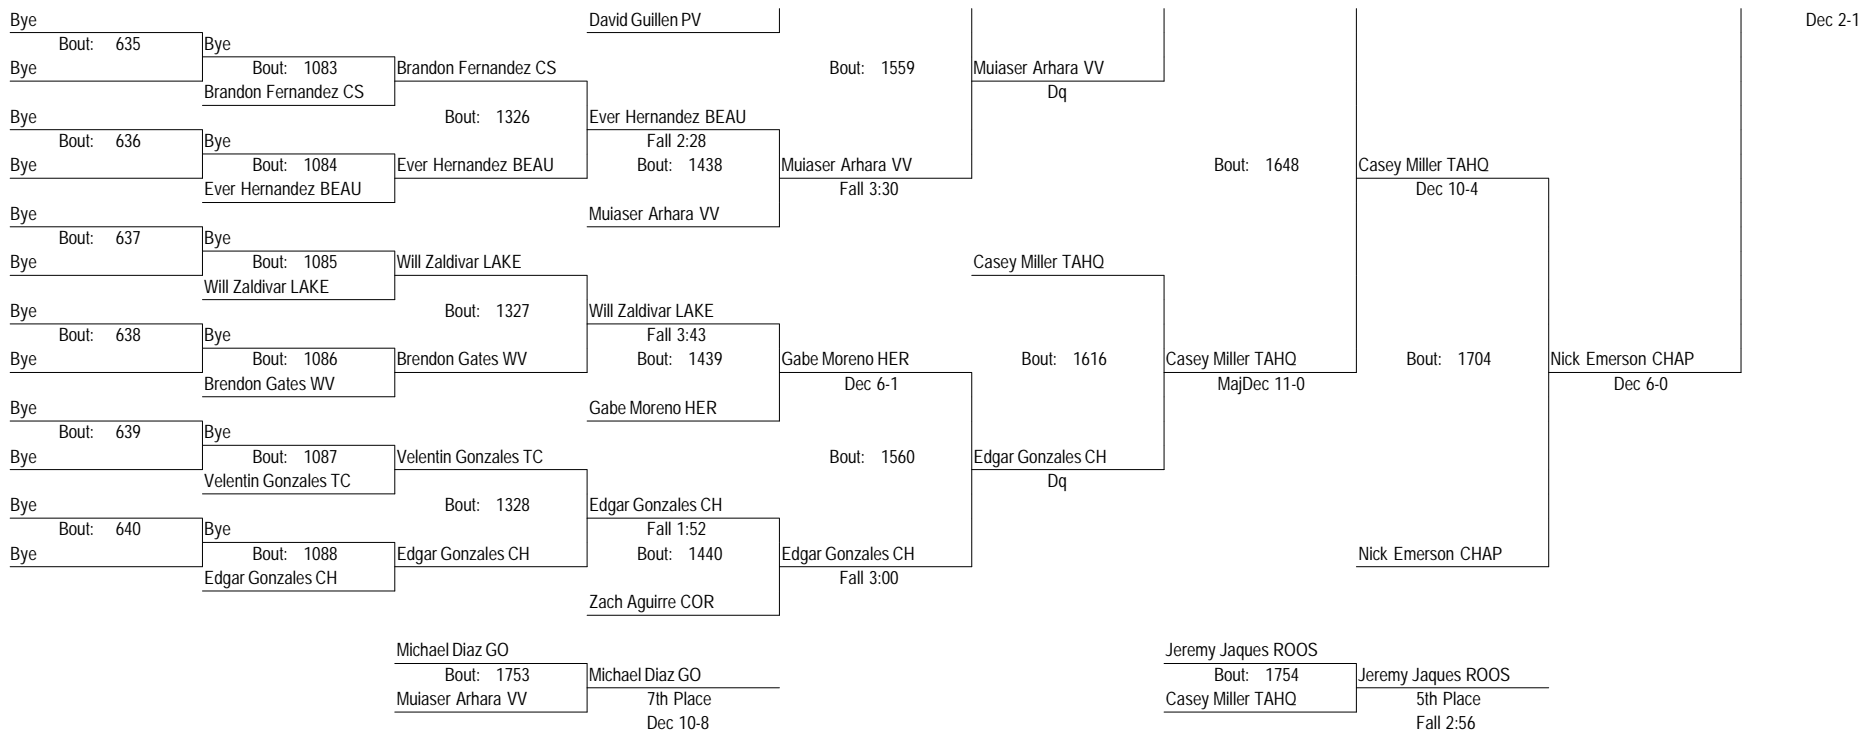 Bye David Guillen PV Dec 2-1
Bout: 635 Bye
Bye Bout: 1083 Brandon Fernandez CS Bout: 1559 Muiaser Arhara VV
Brandon Fernandez CS Dq
Bye Bout: 1326 Ever Hernandez BEAU
Bout: 636 Bye Fall 2:28
Bye Bout: 1084 Ever Hernandez BEAU Bout: 1438 Muiaser Arhara VV Bout: 1648 Casey Miller TAHQ
Ever Hernandez BEAU Fall 3:30 Dec 10-4
Bye Muiaser Arhara VV
Bout: 637 Bye
Bye Bout: 1085 Will Zaldivar LAKE Casey Miller TAHQ
Will Zaldivar LAKE
Bye Bout: 1327 Will Zaldivar LAKE
Bout: 638 Bye Fall 3:43
Bye Bout: 1086 Brendon Gates WV Bout: 1439 Gabe Moreno HER Bout: 1616 Casey Miller TAHQ Bout: 1704 Nick Emerson CHAP
Brendon Gates WV Dec 6-1 MajDec 11-0 Dec 6-0
Bye Gabe Moreno HER
Bout: 639 Bye
Bye Bout: 1087 Velentin Gonzales TC Bout: 1560 Edgar Gonzales CH
Velentin Gonzales TC Dq
Bye Bout: 1328 Edgar Gonzales CH
Bout: 640 Bye Fall 1:52
Bye Bout: 1088 Edgar Gonzales CH Bout: 1440 Edgar Gonzales CH Nick Emerson CHAP
Edgar Gonzales CH Fall 3:00
Zach Aguirre COR
Michael Diaz GO Jeremy Jaques ROOS
Bout: 1753 Michael Diaz GO Bout: 1754 Jeremy Jaques ROOS
Muiaser Arhara VV 7th Place Casey Miller TAHQ 5th Place
Dec 10-8 Fall 2:56